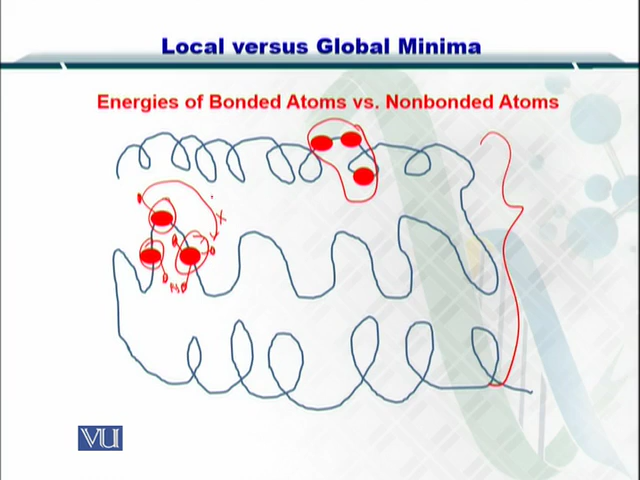 Local versus Global Minima
Energies of Bonded Atoms vs. Nonbonded Atoms
VU